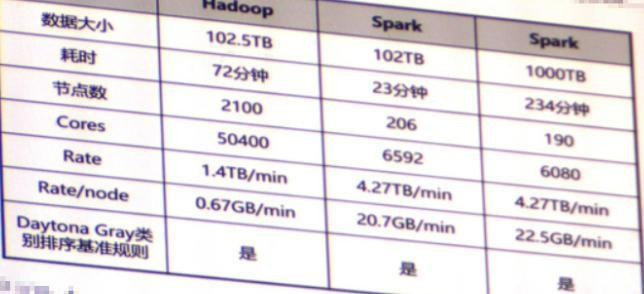 Hadoop Spark Spark
数据大小 102.5TB 102TB 1000TB
耗时 72分钟 23分钟 234分钟
节点数 2100 206 190
Cores 50400 6592 6080
Rate 1.4TB/min 4.27TB/min 4.27TB/min
Rate/node 0.67GB/min 20.7GB/min 22.5GB/min
Daytona Gray类
别排序基准规则 是 是 是